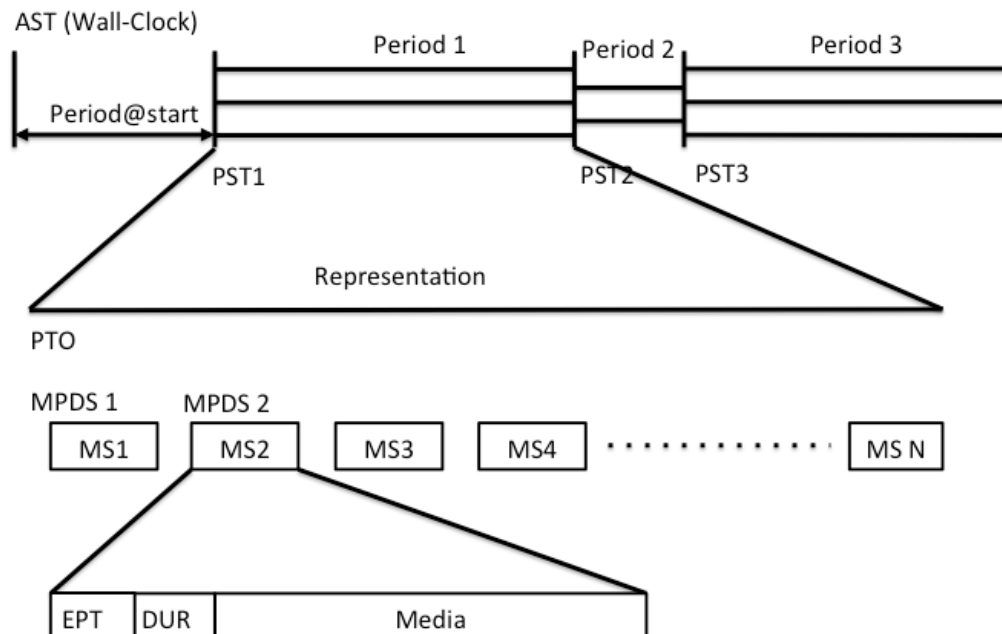 AST (Wall-Clock)
Period 1
Period 2
Period 3
Period@start
PST1
PST2
PST3
Representation
PTO
MPDS 1
MPDS 2
MS1
MS2
MS3
MS4
MS N
EPT
DUR
Media